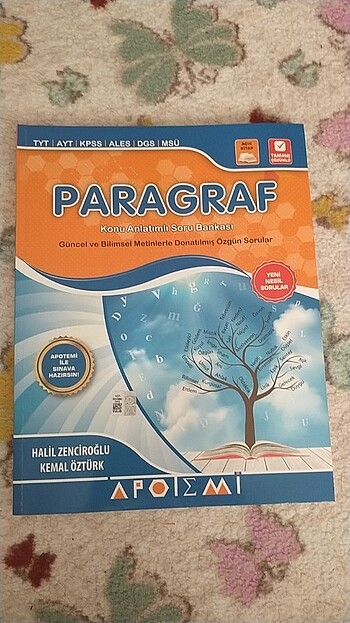 TYT | AYT | KPSS | ALES | DGS | MSÜ
AÇIK
KİTAP
TAMAMI
ÇÖZÜMLÜ
PARAGRAF
Konu Anlatımlı Soru Bankası
Güncel ve Bilimsel Metinlerle Donatılmış Özgün Sorular
YENİ
NESİL
SORULAR
APOTEMİ
İLE
SINAVA
HAZIRSIN!
HALİL ZENCİROĞLU
KEMAL ÖZTÜRK
APOTEMİ